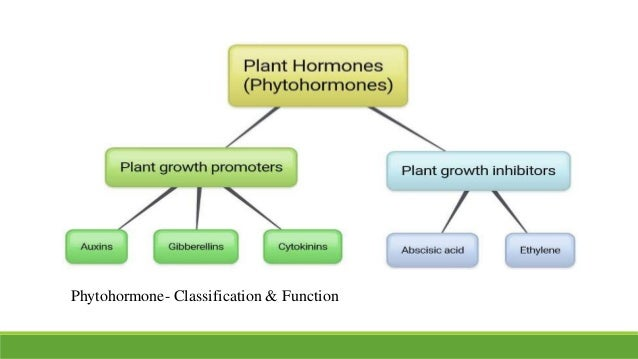 Plant Hormones
(Phytohormones)
Plant growth promoters
Plant growth inhibitors
Auxins
Gibberellins
Cytokinins
Abscisic acid
Ethylene
Phytohormone- Classification & Function